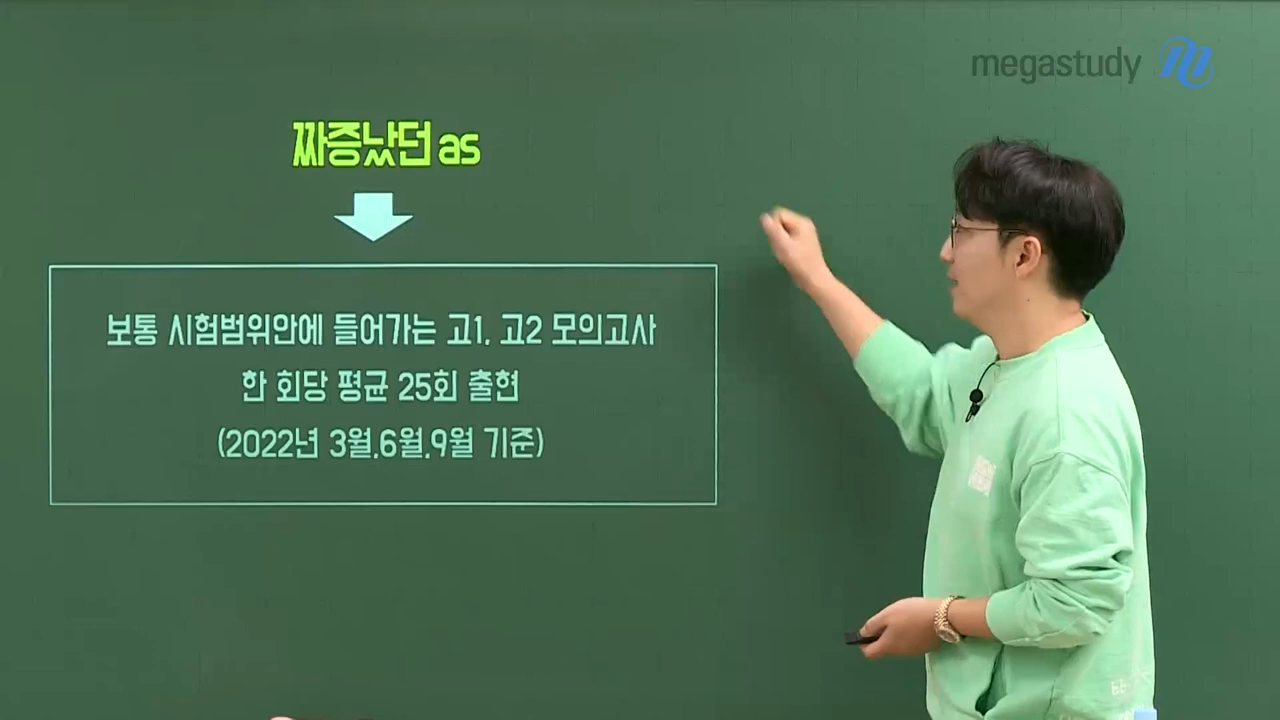 megastudy
짜증났던 as
보통 시험범위안에 들어가는 고1, 고2 모의고사
한 회당 평균 25회 출현
(2022년 3월,6월,9월 기준)